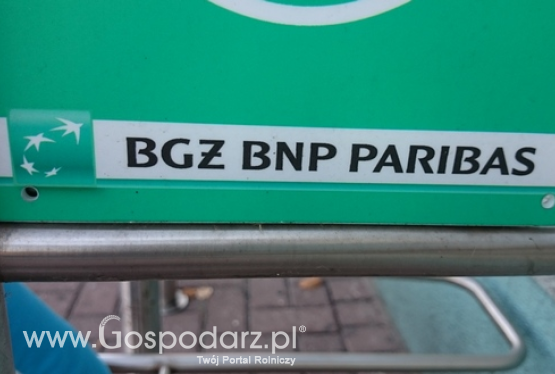 BGŻ BNP PARIBAS
www.Gospodarz.pl®
Twój Portal Rolniczy